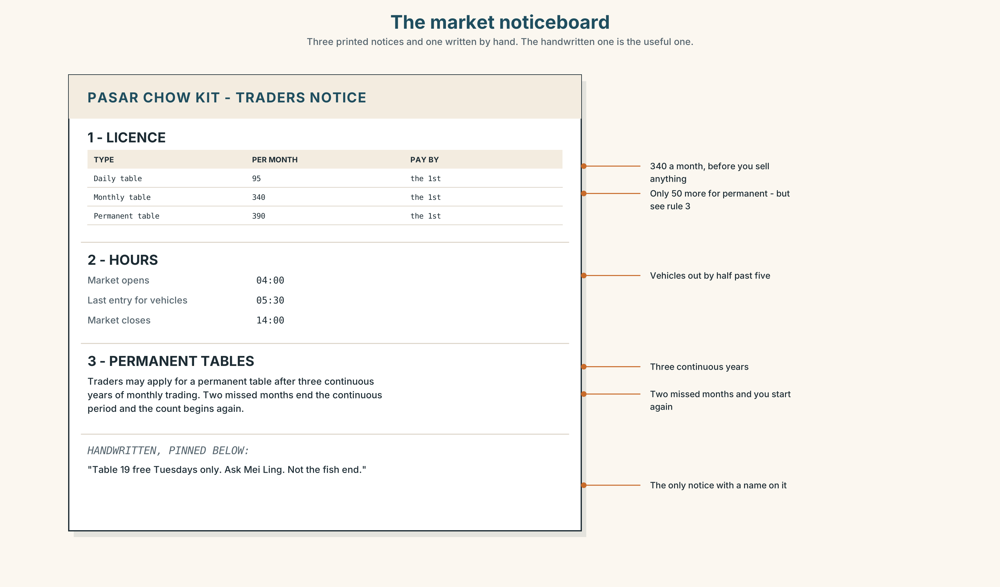 The market noticeboard
Three printed notices and one written by hand. The handwritten one is the useful one.
PASAR CHOW KIT - TRADERS NOTICE
1 - LICENCE
TYPE PER MONTH PAY BY
Daily table 95 the 1st
Monthly table 340 the 1st
Permanent table 390 the 1st
2 - HOURS
Market opens 04:00
Last entry for vehicles 05:30
Market closes 14:00
3 - PERMANENT TABLES
Traders may apply for a permanent table after three continuous
years of monthly trading. Two missed months end the continuous
period and the count begins again.
HANDWRITTEN, PINNED BELOW:
"Table 19 free Tuesdays only. Ask Mei Ling. Not the fish end."
340 a month, before you sell
anything
Only 50 more for permanent - but
see rule 3
Vehicles out by half past five
Three continuous years
Two missed months and you start
again
The only notice with a name on it